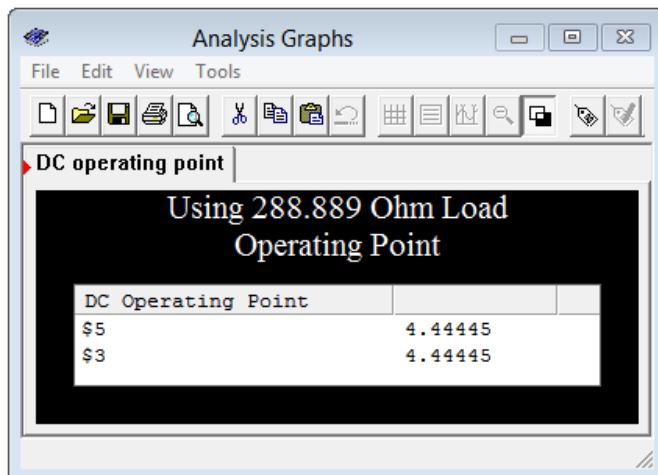 Analysis Graphs
File Edit View Tools
DC operating point
Using 288.889 Ohm Load
Operating Point
DC Operating Point
$5 4.44445
$3 4.44445